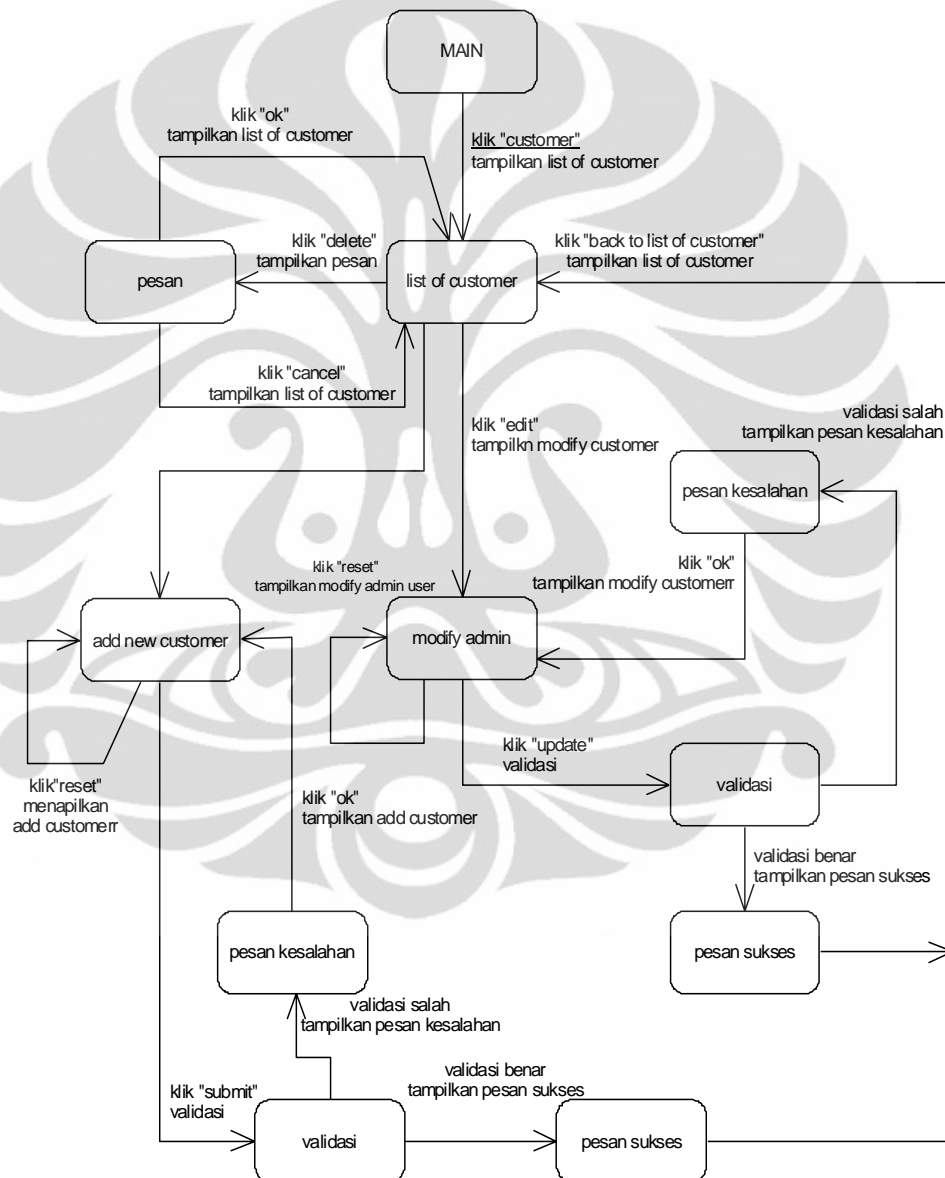 MAIN
klik "ok"
tampilkan list of customer
klik "customer"
tampilkan list of customer
klik "delete"
tampilkan pesan
klik "back to list of customer"
tampilkan list of customer
pesan
list of customer
klik "cancel"
tampilkan list of customer
klik "edit"
tampilkn modify customer
validasi salah
tampilkan pesan kesalahan
pesan kesalahan
klik "reset"
tampilkan modify admin user
klik "ok"
tampilkan modify customerr
add new customer
modify admin
klik "update"
validasi
validasi
klik"reset"
menapilkan
add customerr
klik "ok"
tampilkan add customer
validasi benar
tampilkan pesan sukses
pesan kesalahan
pesan sukses
validasi salah
tampilkan pesan kesalahan
validasi benar
tampilkan pesan sukses
klik "submit"
validasi
validasi
pesan sukses